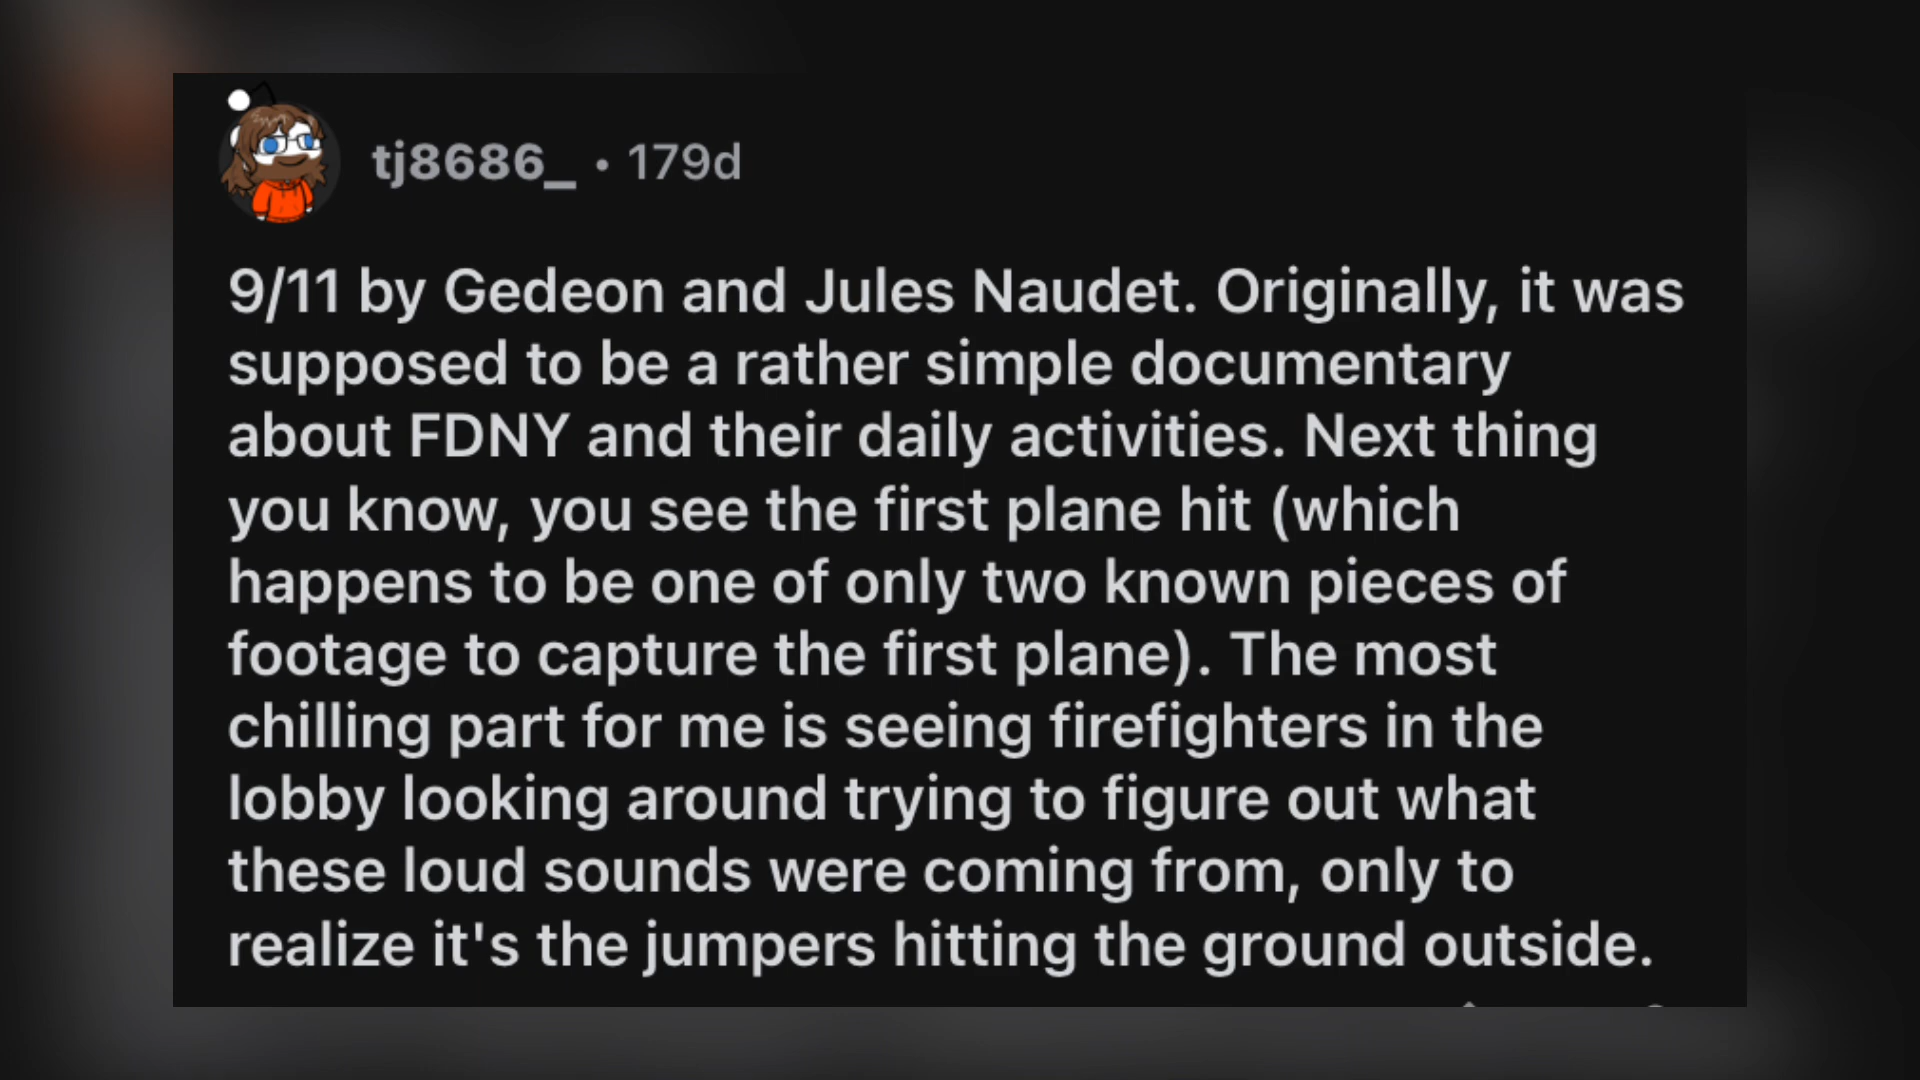 tj8686_ • 179d
9/11 by Gedeon and Jules Naudet. Originally, it was
supposed to be a rather simple documentary
about FDNY and their daily activities. Next thing
you know, you see the first plane hit (which
happens to be one of only two known pieces of
footage to capture the first plane). The most
chilling part for me is seeing firefighters in the
lobby looking around trying to figure out what
these loud sounds were coming from, only to
realize it's the jumpers hitting the ground outside.